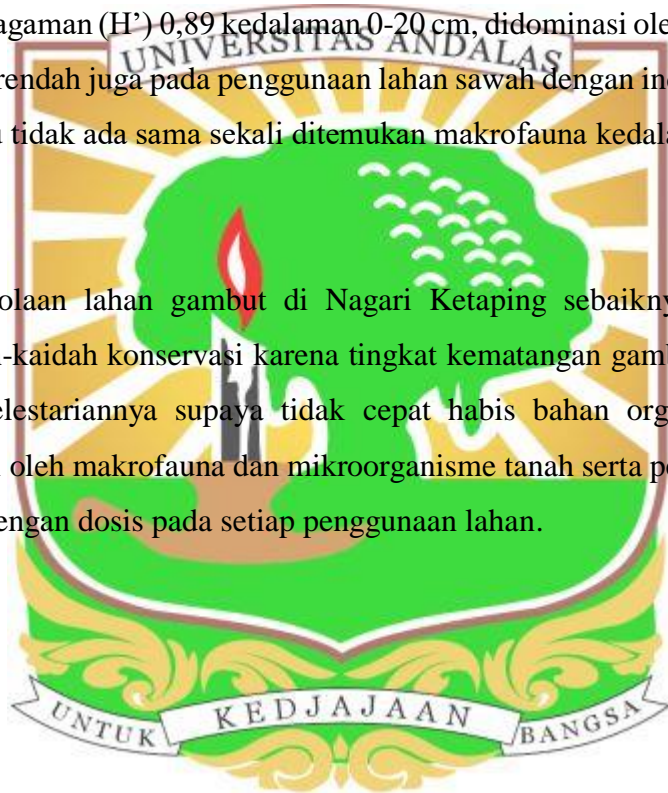 agaman (H’) 0,89 kedalaman 0-20 cm, didominasi ole
UNIVERSITAS ANDALAS
rendah juga pada penggunaan lahan sawah dengan in
tidak ada sama sekali ditemukan makrofauna kedala
olaan lahan gambut di Nagari Ketaping sebaikny
-kaidah konservasi karena tingkat kematangan gamb
elestariannya supaya tidak cepat habis bahan org
oleh makrofauna dan mikroorganisme tanah serta p
engan dosis pada setiap penggunaan lahan.
UNTUK KEDJAJAAN BANGSA